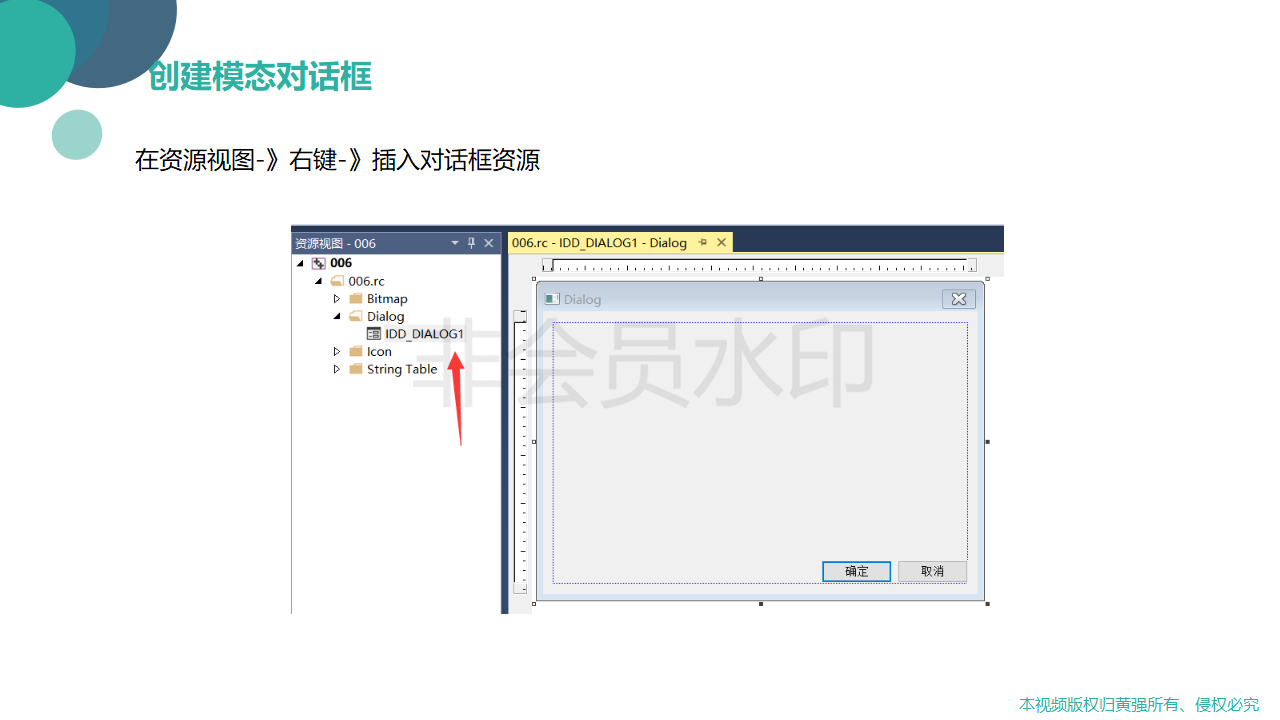 创建模态对话框
在资源视图-》右键-》插入对话框资源
资源视图 - 006
006.rc - IDD_DIALOG1 - Dialog
006
006.rc
Bitmap
Dialog
IDD_DIALOG1
Icon
String Table
Dialog
非会员水印
确定
取消
本视频版权归黄强所有、侵权必究